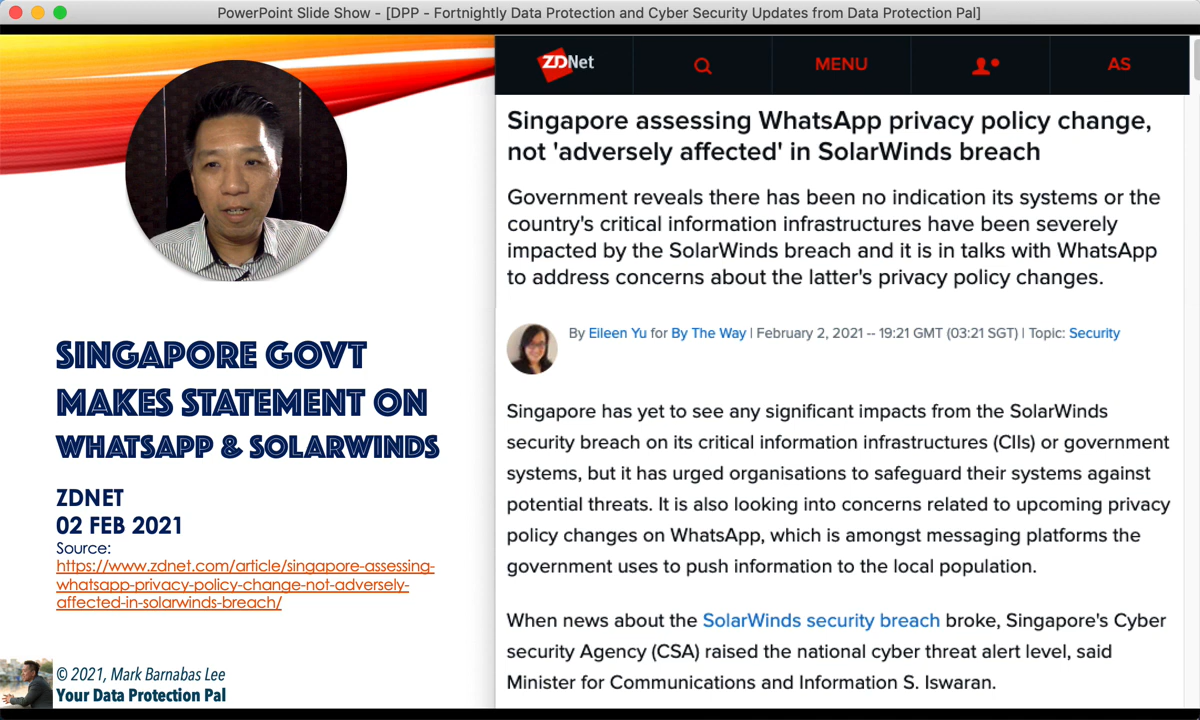 PowerPoint Slide Show - [DPP - Fortnightly Data Protection and Cyber Security Updates from Data Protection Pal]
SINGAPORE GOVT
MAKES STATEMENT ON
WHATSAPP & SOLARWINDS
ZDNET
02 FEB 2021
Source:
https://www.zdnet.com/article/singapore-assessing-
whatsapp-privacy-policy-change-not-adversely-
affected-in-solarwinds-breach/
© 2021, Mark Barnabas Lee
Your Data Protection Pal
ZDNet
MENU
AS
Singapore assessing WhatsApp privacy policy change,
not 'adversely affected' in SolarWinds breach
Government reveals there has been no indication its systems or the
country's critical information infrastructures have been severely
impacted by the SolarWinds breach and it is in talks with WhatsApp
to address concerns about the latter's privacy policy changes.
By Eileen Yu for By The Way | February 2, 2021 -- 19:21 GMT (03:21 SGT) | Topic: Security
Singapore has yet to see any significant impacts from the SolarWinds
security breach on its critical information infrastructures (CIIs) or government
systems, but it has urged organisations to safeguard their systems against
potential threats. It is also looking into concerns related to upcoming privacy
policy changes on WhatsApp, which is amongst messaging platforms the
government uses to push information to the local population.
When news about the SolarWinds security breach broke, Singapore's Cyber
security Agency (CSA) raised the national cyber threat alert level, said
Minister for Communications and Information S. Iswaran.